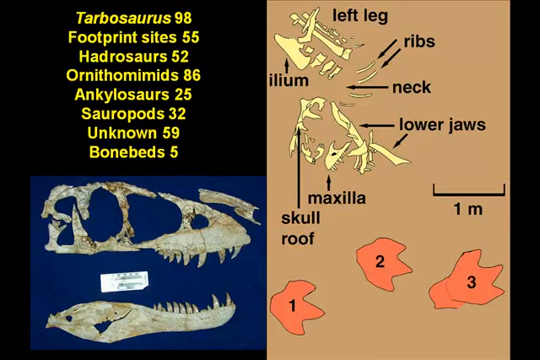 Tarbosaurus 98
Footprint sites 55
Hadrosaurs 52
Ornithomimids 86
Ankylosaurs 25
Sauropods 32
Unknown 59
Bonebeds 5
left leg
ribs
ilium
neck
lower jaws
maxilla
skull
roof
1 m
1
2
3